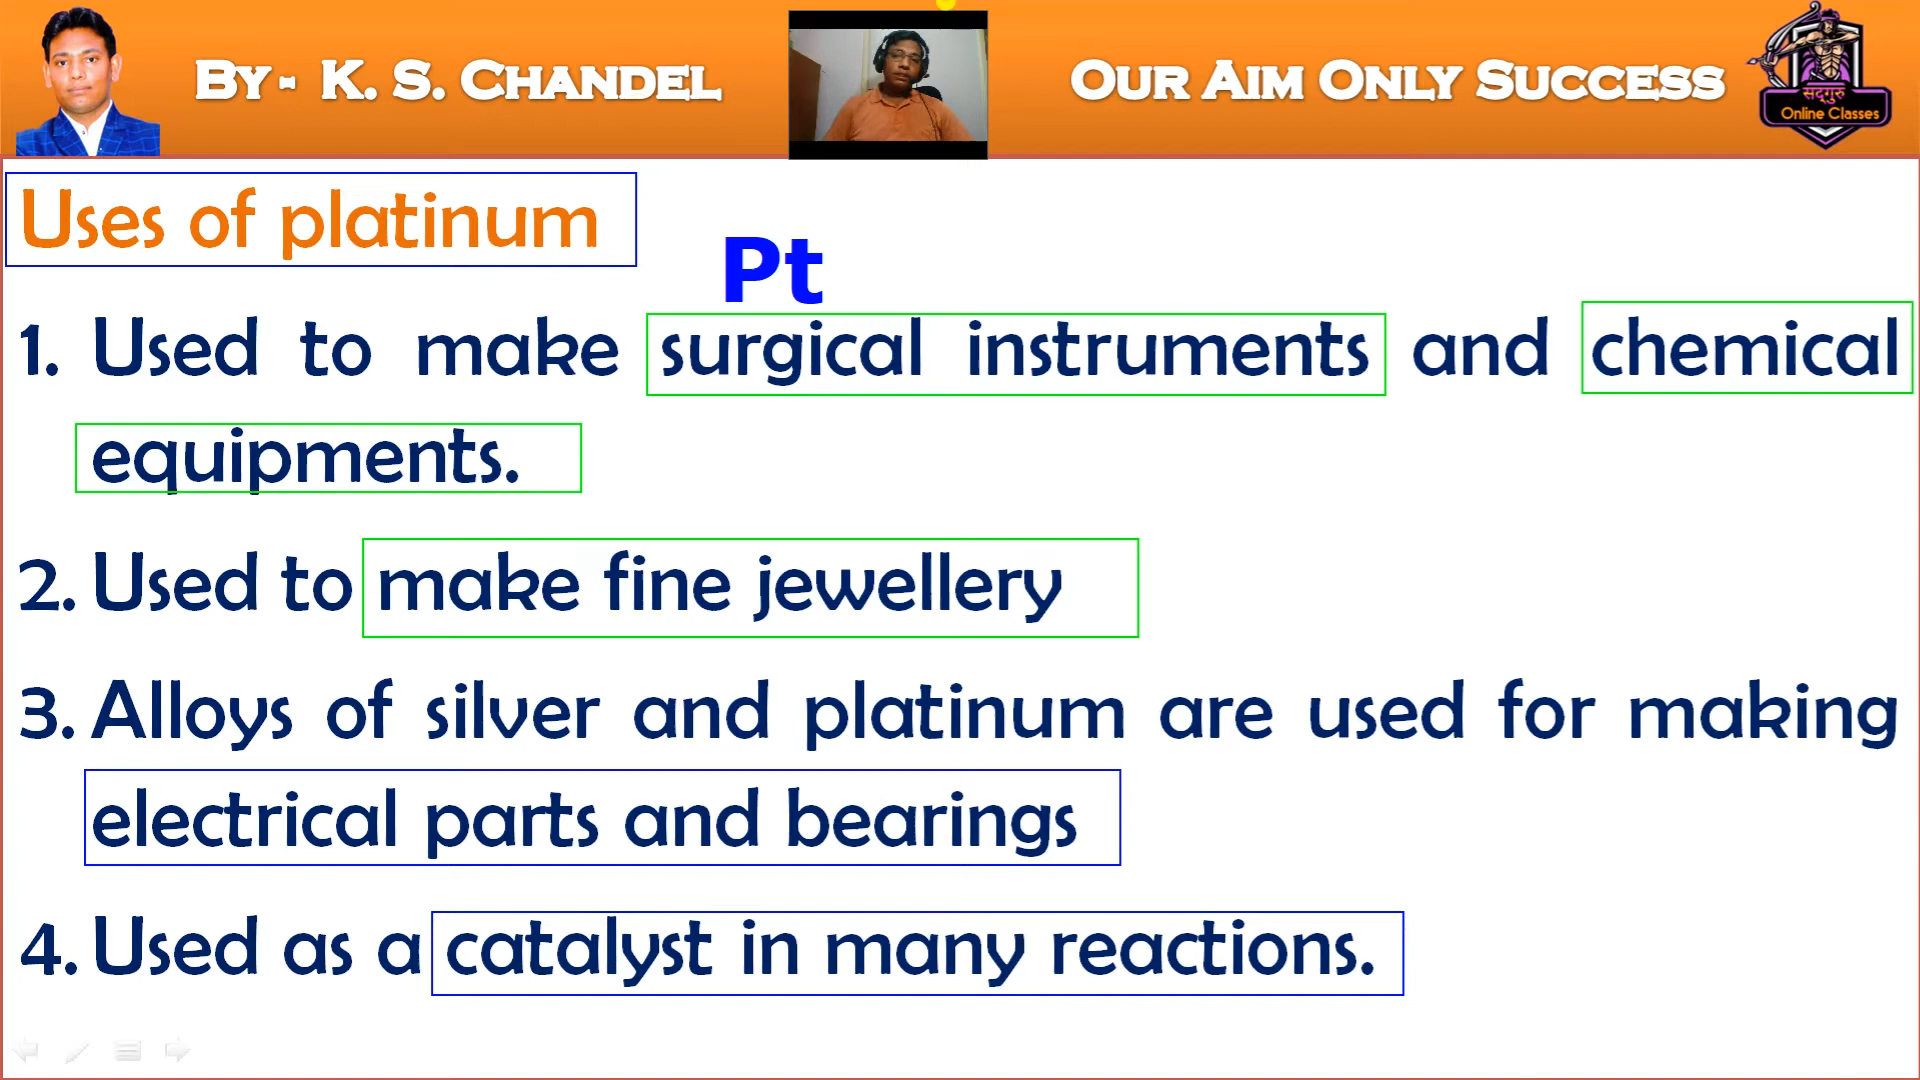 BY - K. S. CHANDEL
OUR AIM ONLY SUCCESS
सद्गुरु
Online Classes
Uses of platinum
Pt
1. Used to make surgical instruments and chemical
equipments.
2. Used to make fine jewellery
3. Alloys of silver and platinum are used for making
electrical parts and bearings
4. Used as a catalyst in many reactions.